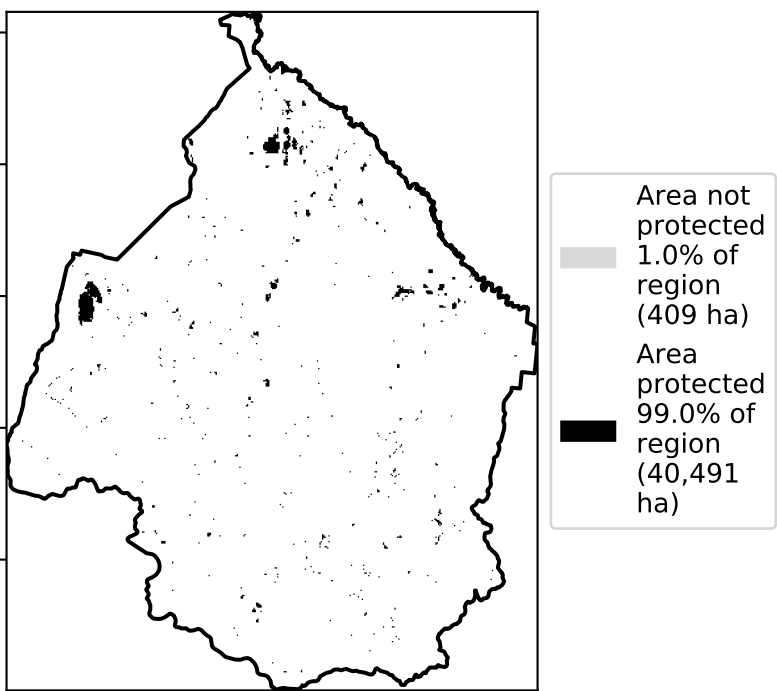 Area not
protected
1.0% of
region
(409 ha)
Area
protected
99.0% of
region
(40,491
ha)